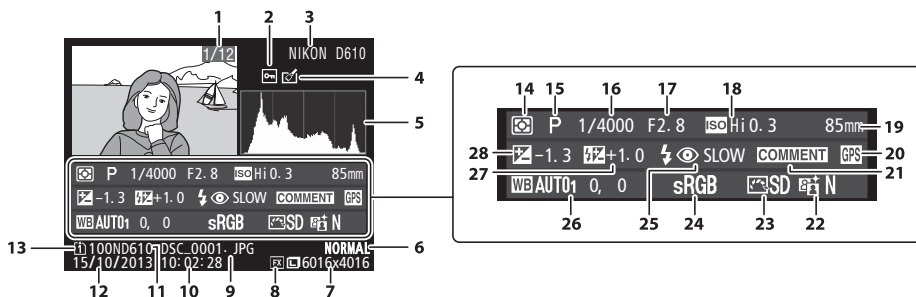 1 2 3
1/12 NIKON D610
4
5
P 1/4000 F2.8 ISO Hi0.3 85mm
-1.3 +1.0 SLOW COMMENT GPS
WB AUTO1 0, 0 sRGB SD N
13 1 100ND610 DSC_0001.JPG NORMAL 6
15/10/2013 10:02:28 FX 6016x4016
12 11 10 9 8 7
14 15 16 17 18
P 1/4000 F2.8 ISO Hi0.3 85mm 19
28 -1.3 +1.0 SLOW COMMENT GPS 20
27 25 21
WB AUTO1 0, 0 sRGB SD N
26 24 23 22